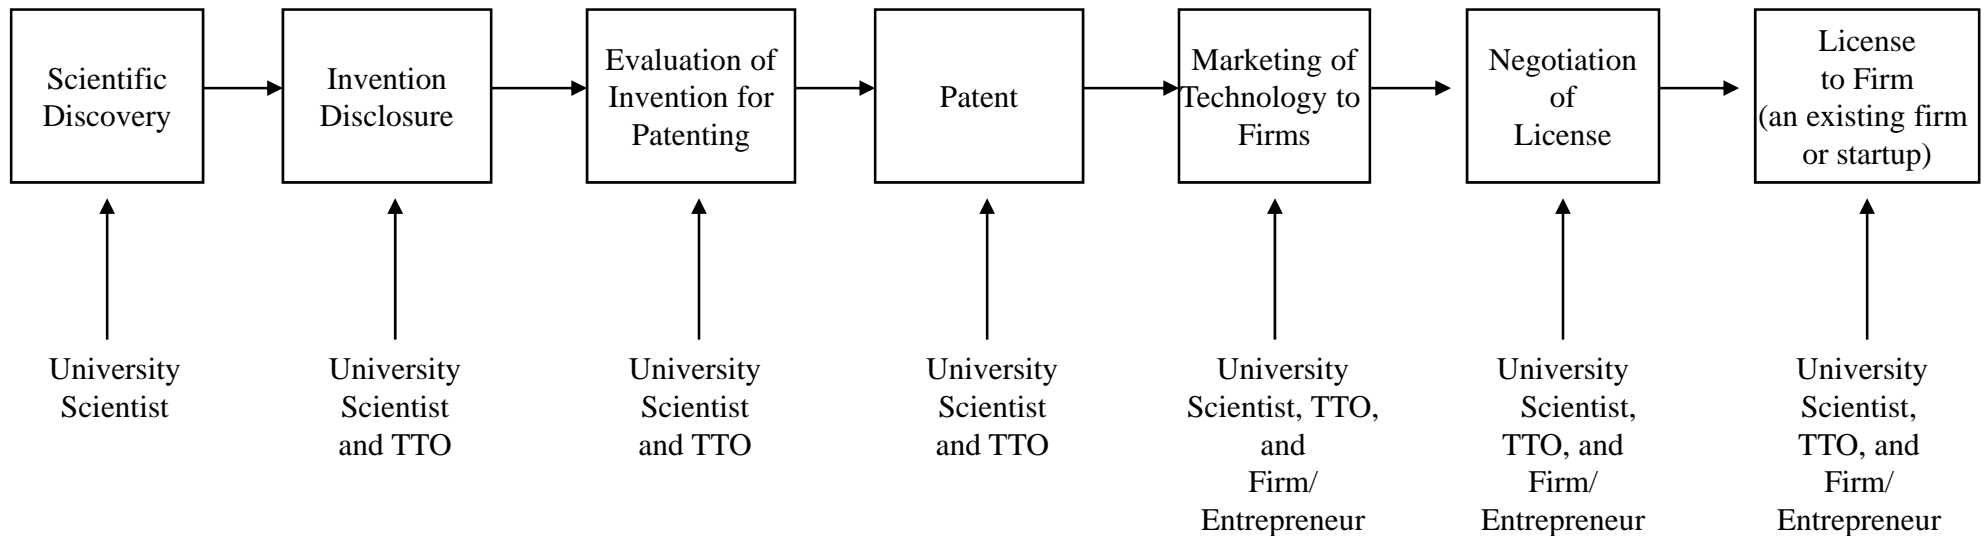 Scientific
Discovery
Invention
Disclosure
Evaluation of
Invention for
Patenting
Patent
Marketing of
Technology to
Firms
Negotiation
of
License
License
to Firm
(an existing firm
or startup)
University
Scientist
University
Scientist
and TTO
University
Scientist
and TTO
University
Scientist
and TTO
University
Scientist, TTO,
and
Firm/
Entrepreneur
University
Scientist,
TTO, and
Firm/
Entrepreneur
University
Scientist,
TTO, and
Firm/
Entrepreneur